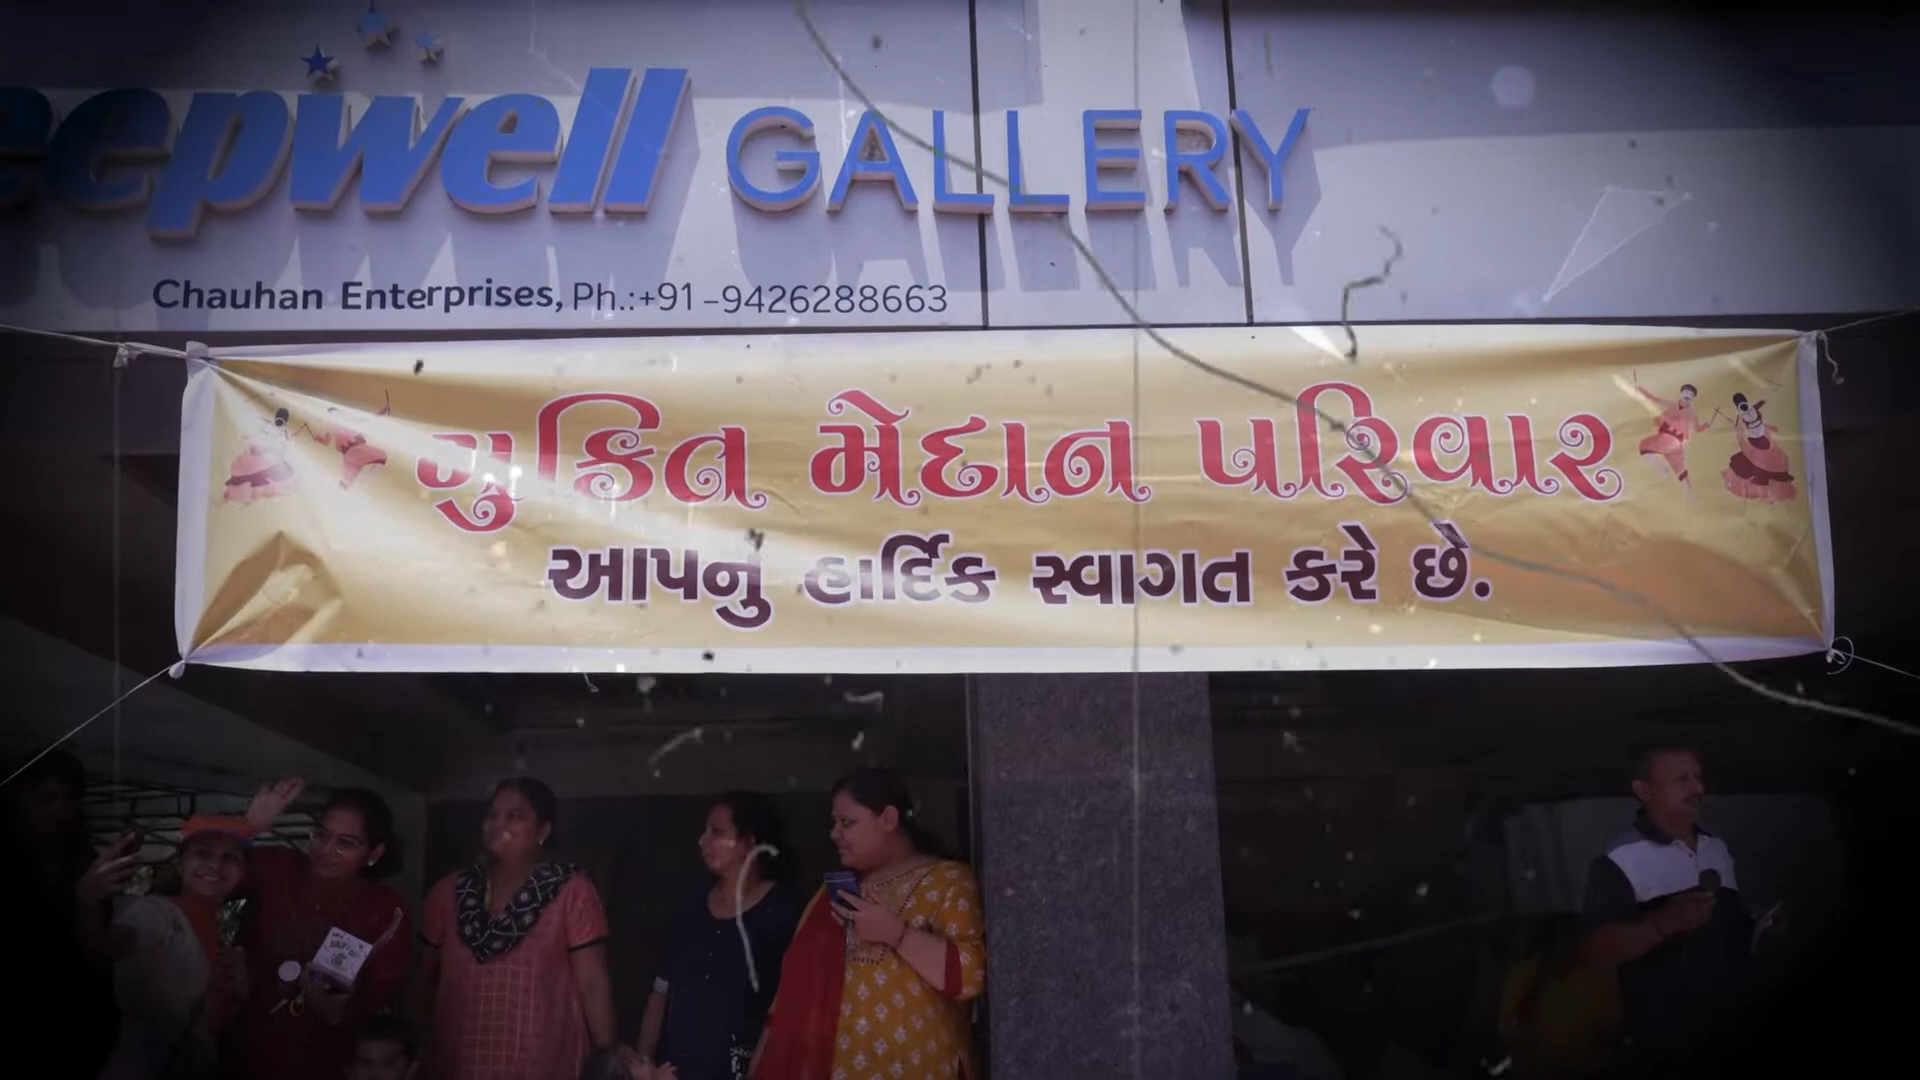 eepwell GALLERY
Chauhan Enterprises, Ph.:+91-9426288663
યુકિત મેદાન પરિવાર
આપનું હાર્દિક સ્વાગત કરે છે.